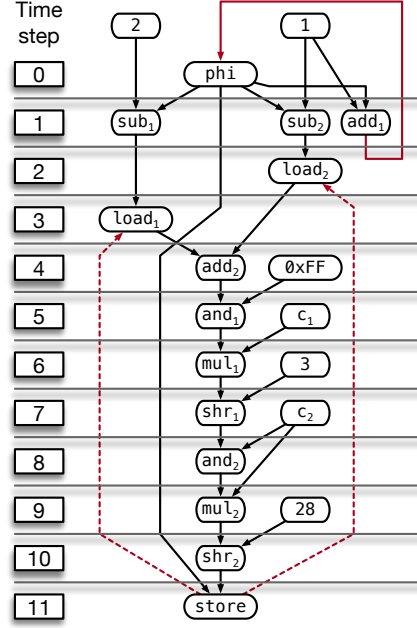 Time
step
2
1
0
phi
1
sub₁
sub₂
add₁
2
load₂
3
load₁
4
add₂
0xFF
5
and₁
c₁
6
mul₁
3
7
shr₁
c₂
8
and₂
9
mul₂
28
10
shr₂
11
store